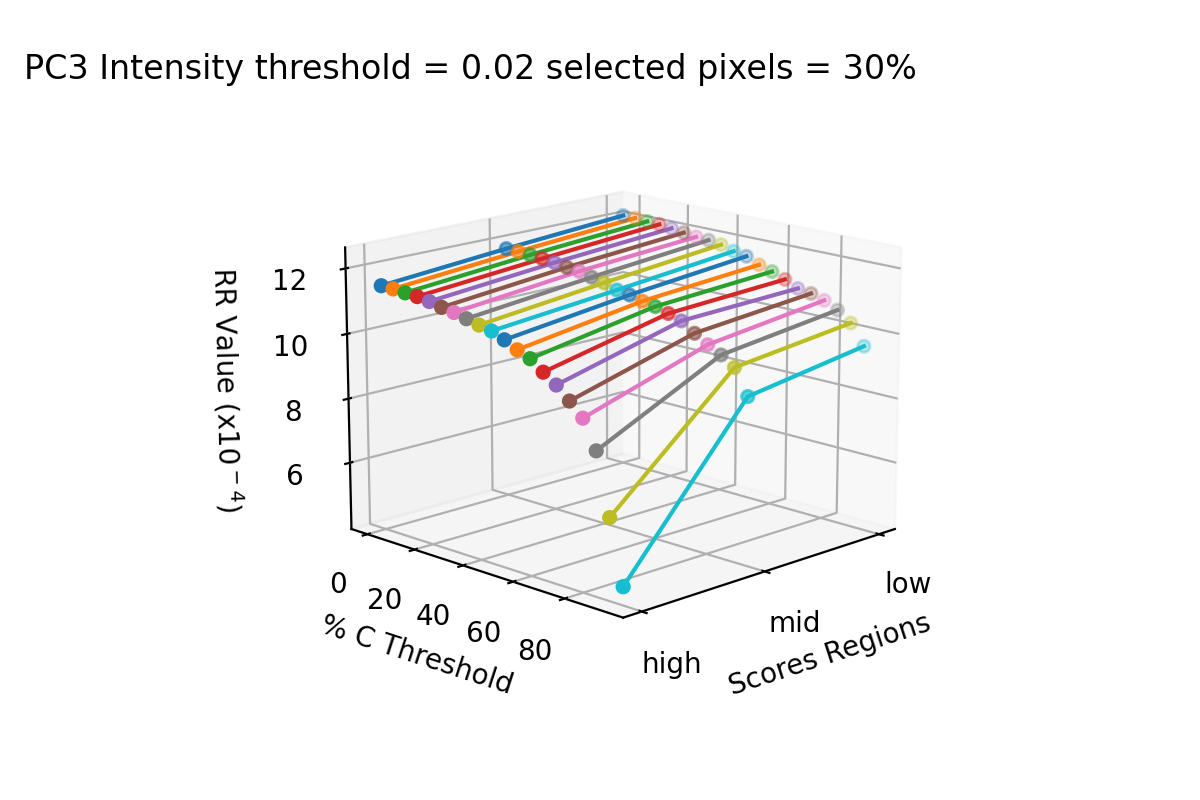 PC3 Intensity threshold = 0.02 selected pixels = 30%
12
10
8
6
RR Value (x10⁻⁴)
0
20
40
60
80
% C Threshold
high
mid
low
Scores Regions